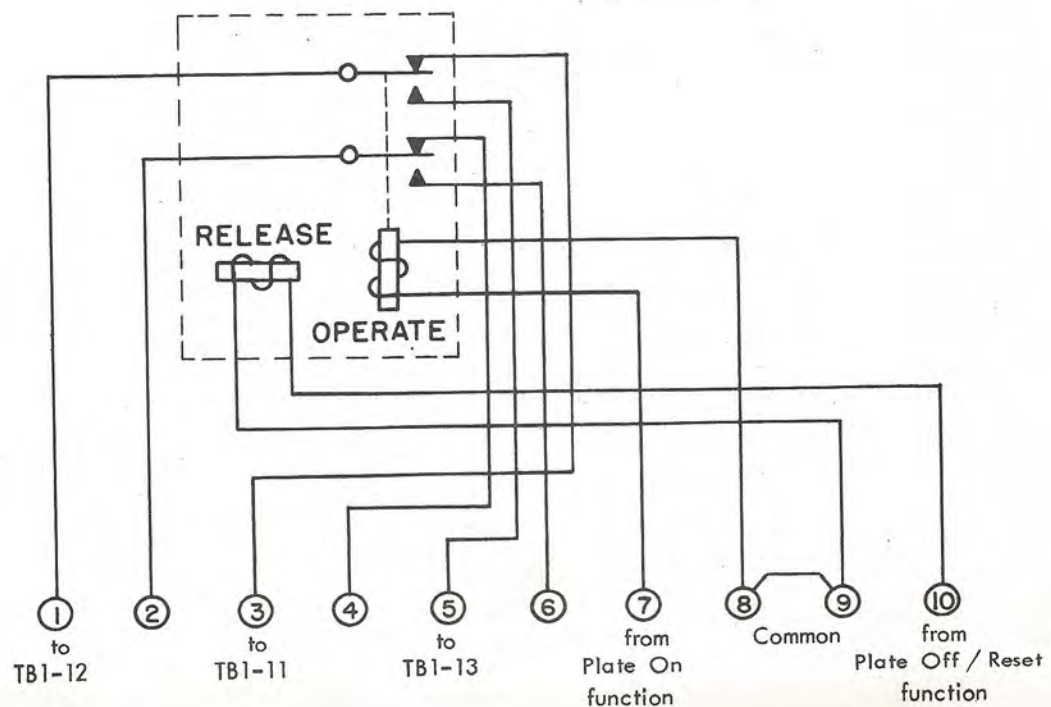 RELEASE
OPERATE
1
2
3
4
5
6
7
8
9
10
to
TB1-12
to
TB1-11
to
TB1-13
from
Plate On
function
Common
from
Plate Off / Reset
function